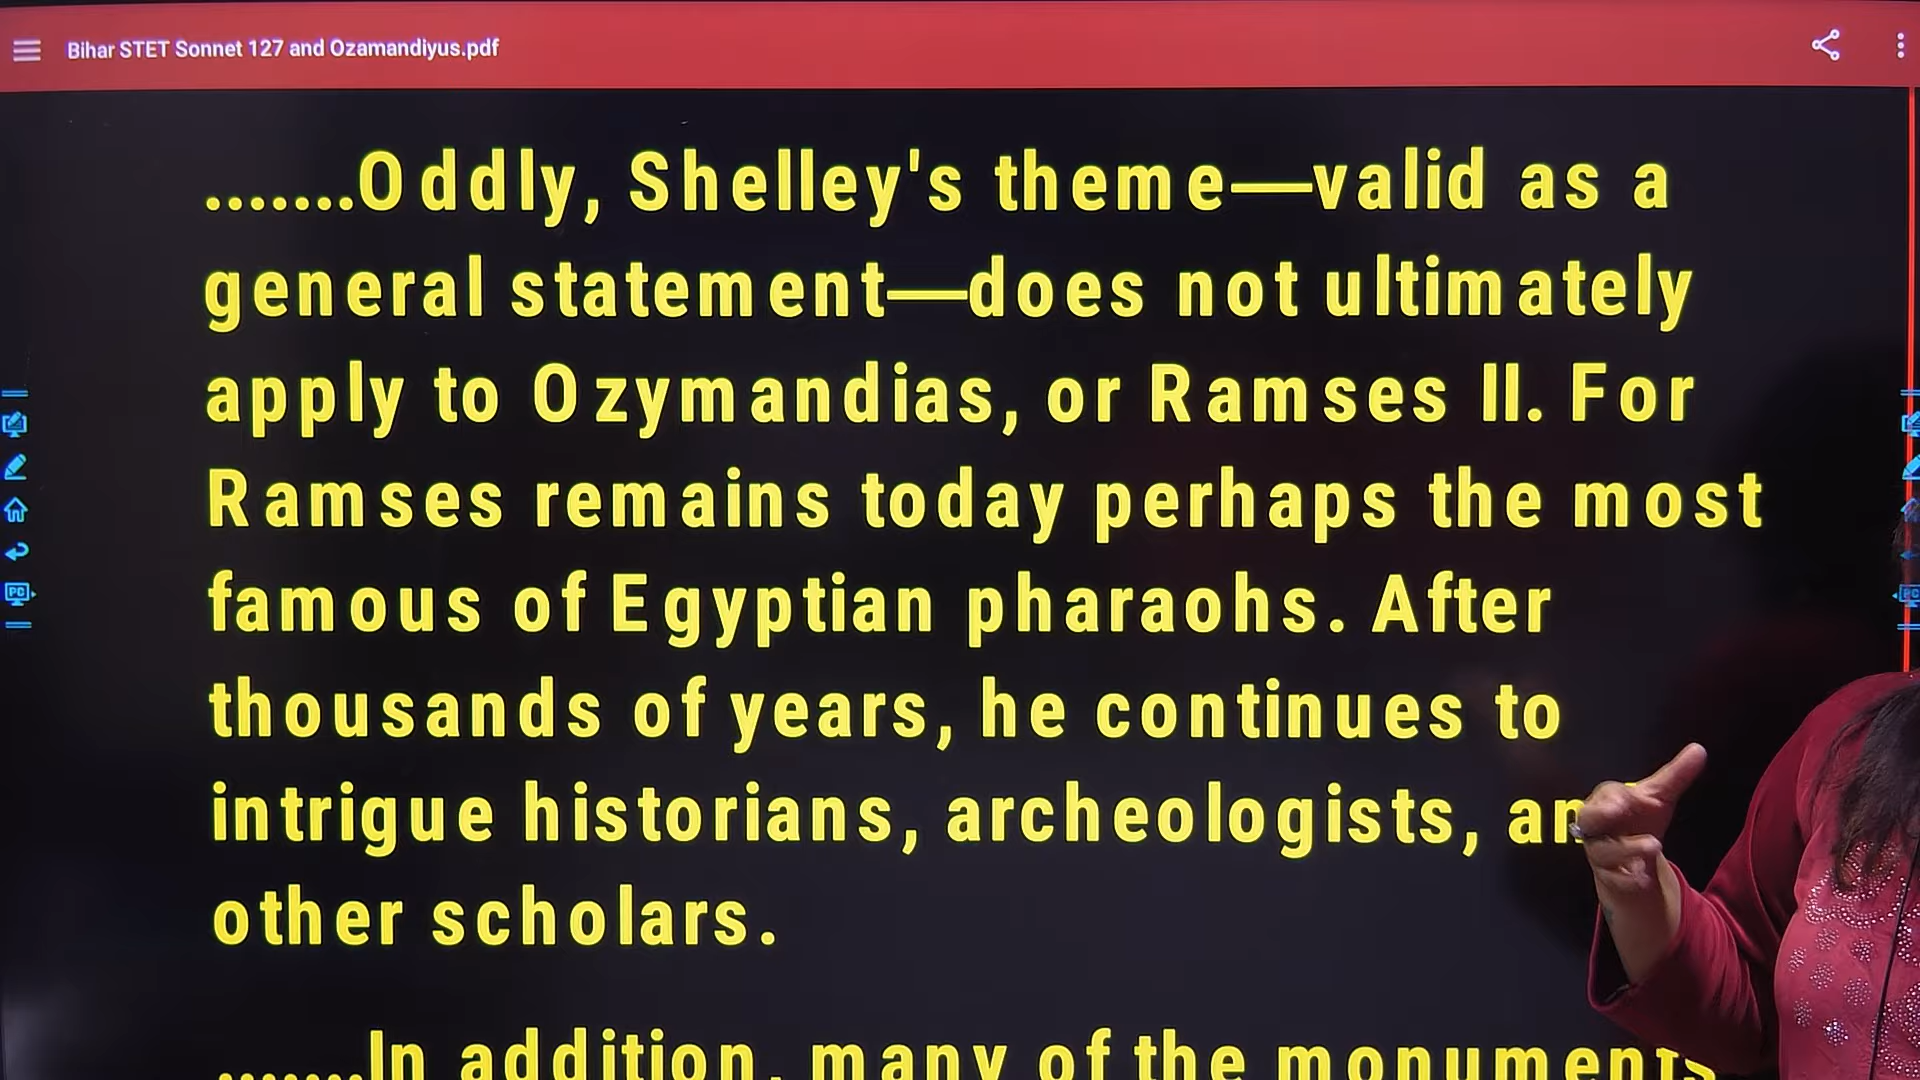 Bihar STET Sonnet 127 and Ozamandiyus.pdf
.......Oddly, Shelley's theme—valid as a
general statement—does not ultimately
apply to Ozymandias, or Ramses II. For
Ramses remains today perhaps the most
famous of Egyptian pharaohs. After
thousands of years, he continues to
intrigue historians, archeologists,
other scholars.
.......In addition, many of the monuments
PC
PC